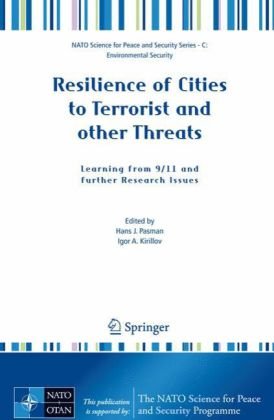 NATO Science for Peace and Security Series - C:
Environmental Security
Resilience of Cities
to Terrorist and
other Threats
Learning from 9/11 and
further Research Issues
Edited by
Hans J. Pasman
Igor A. Kirillov
Springer
NATO
OTAN
This publication
is supported by:
The NATO Science for Peace
and Security Programme